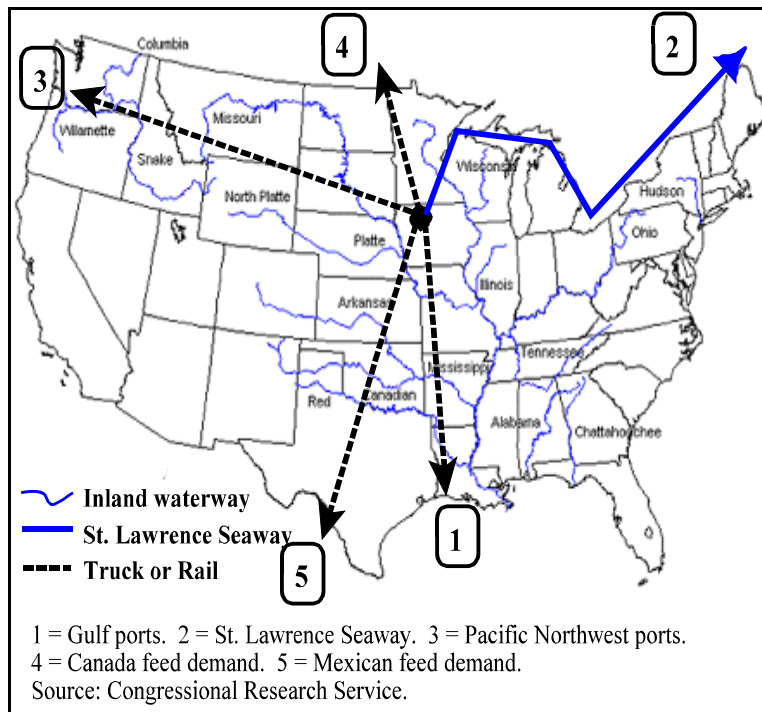 Columbia
4
2
3
Missouri
Willamette
Wisconsin
Snake
North Platte
Hudson
Ohio
Platte
Illinois
Arkansas
Tennessee
Mississippi
Red
Canadian
Alabama
Chattahoochee
Inland waterway
St. Lawrence Seaway
1
Truck or Rail
5
1 = Gulf ports.  2 = St. Lawrence Seaway.  3 = Pacific Northwest ports.
4 = Canada feed demand.  5 = Mexican feed demand.
Source: Congressional Research Service.